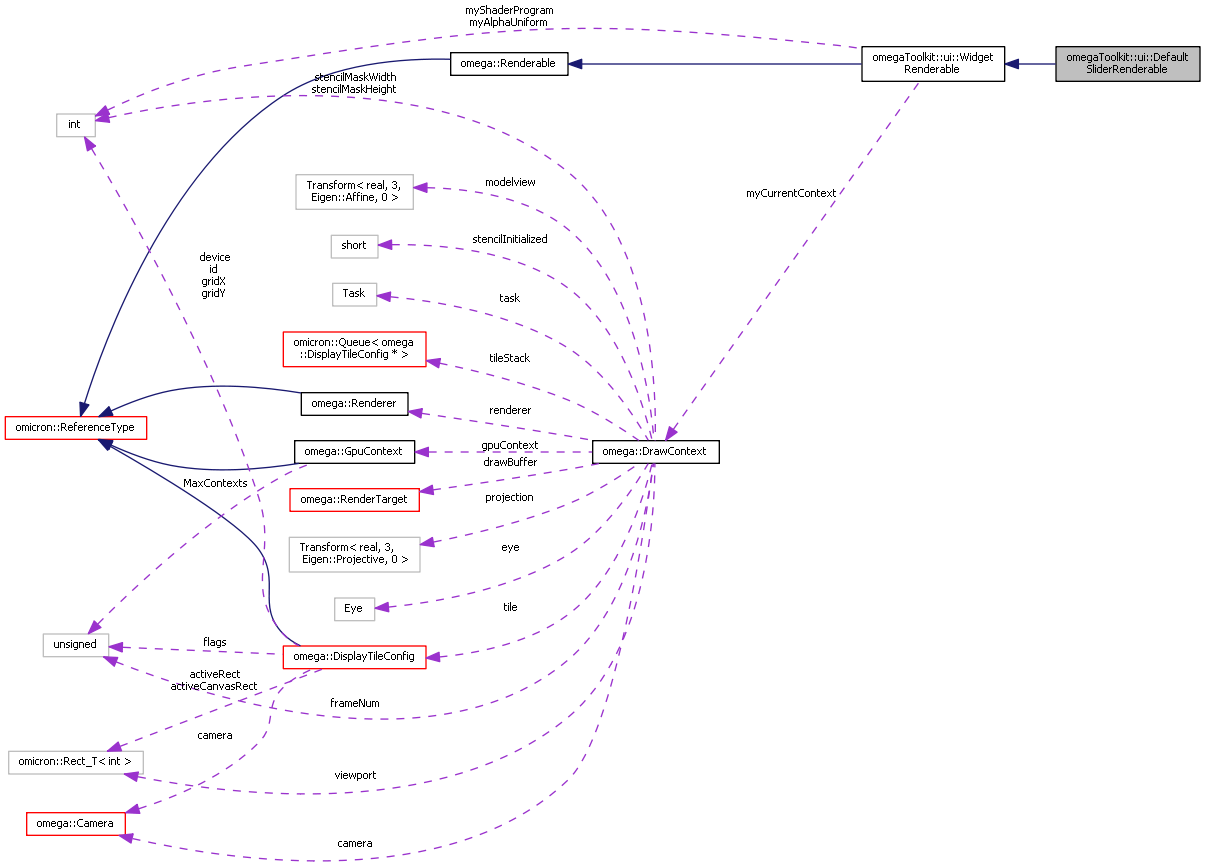 myShaderProgram
myAlphaUniform
omega::Renderable
omegaToolkit::ui::Widget
Renderable
omegaToolkit::ui::Default
SliderRenderable
stencilMaskWidth
stencilMaskHeight
int
Transform< real, 3,
Eigen::Affine, 0 >
modelview
myCurrentContext
short
stencilInitialized
device
id
gridX
gridY
Task
task
omicron::Queue< omega
::DisplayTileConfig * >
tileStack
omega::Renderer
renderer
omicron::ReferenceType
omega::GpuContext
gpuContext
omega::DrawContext
drawBuffer
MaxContexts
omega::RenderTarget
projection
Transform< real, 3,
Eigen::Projective, 0 >
eye
Eye
tile
unsigned
flags
omega::DisplayTileConfig
activeRect
activeCanvasRect
frameNum
camera
omicron::Rect_T< int >
viewport
omega::Camera
camera